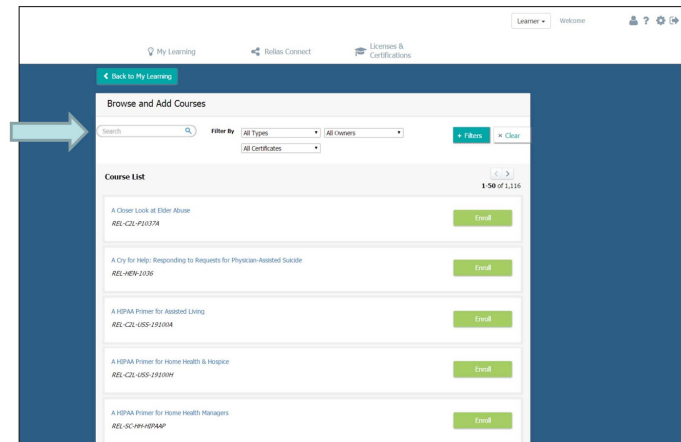 Learner
Welcome
?
My Learning
Relias Connect
Licenses &
Certifications
Back to My Learning
Browse and Add Courses
Search
Filter By
All Types
All Owners
+ Filters
× Clear
All Certificates
Course List
< >
1-50 of 1,116
A Closer Look at Elder Abuse
REL-C2L-P1037A
Enroll
A Cry for Help: Responding to Requests for Physician-Assisted Suicide
REL-HEN-1036
Enroll
A HIPAA Primer for Assisted Living
REL-C2L-USS-19100A
Enroll
A HIPAA Primer for Home Health & Hospice
REL-C2L-USS-19100H
Enroll
A HIPAA Primer for Home Health Managers
REL-SC-HH-HIPAAP
Enroll